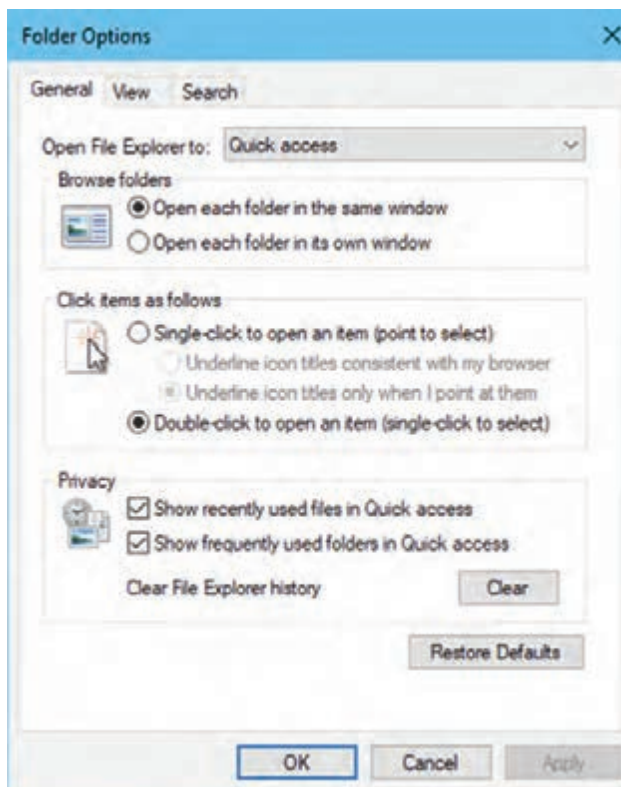 Folder Options
General View Search
Open File Explorer to: Quick access
Browse folders
Open each folder in the same window
Open each folder in its own window
Click items as follows
Single-click to open an item (point to select)
Underline icon titles consistent with my browser
Underline icon titles only when I point at them
Double-click to open an item (single-click to select)
Privacy
Show recently used files in Quick access
Show frequently used folders in Quick access
Clear File Explorer history Clear
Restore Defaults
OK Cancel Apply